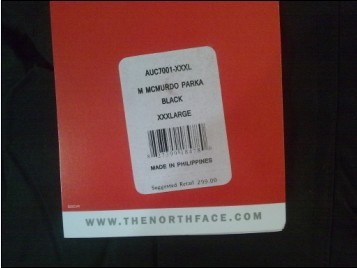 AUC7001-XXXL
M MCMURDO PARKA
BLACK
XXXLARGE
MADE IN PHILIPPINES
Suggested Retail 299.00
WWW.THENORTHFACE.COM